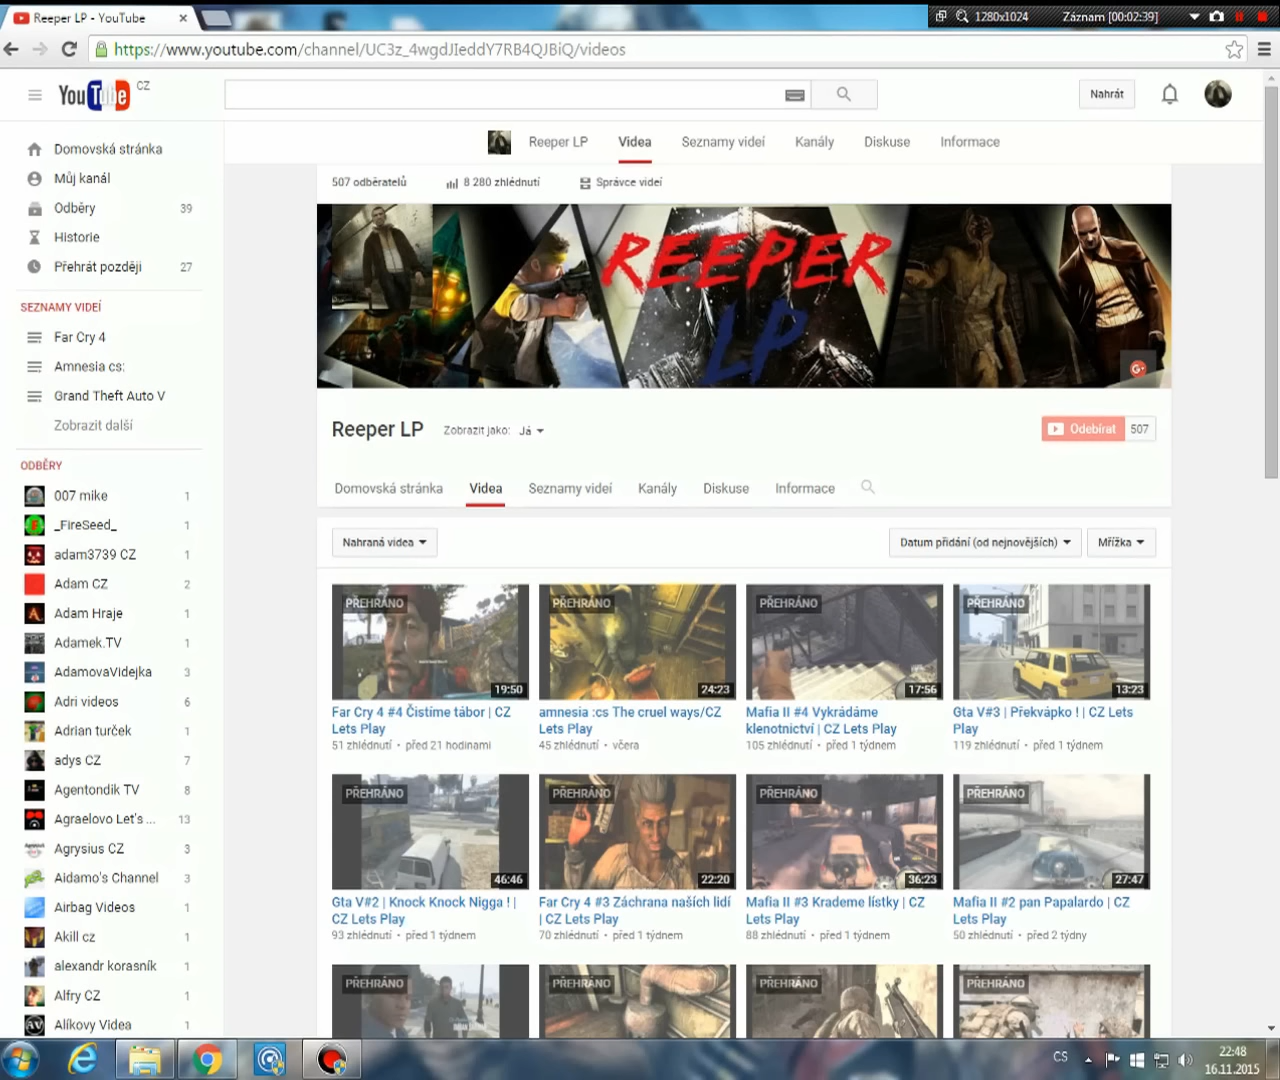 Reeper LP - YouTube
1280x1024
Záznam [00:02:39]
https://www.youtube.com/channel/UC3z_4wgdJIeddY7RB4QJBiQ/videos
YouTube CZ
Nahrát
Reeper LP
Videa
Seznamy videí
Kanály
Diskuse
Informace
Domovská stránka
Můj kanál
Odběry 39
Historie
Přehrát později 27
SEZNAMY VIDEÍ
Far Cry 4
Amnesia cs:
Grand Theft Auto V
Zobrazit další
ODBĚRY
007 mike 1
_FireSeed_ 1
adam3739 CZ 1
Adam CZ 2
Adam Hraje 1
Adamek.TV 1
AdamovaVidejka 3
Adri videos 6
Adrian turček 1
adys CZ 7
Agentondik TV 8
Agraelovo Let's ... 13
Agrysius CZ 3
Aidamo's Channel 3
Airbag Videos 1
Akill cz 1
alexandr korasník 1
Alfry CZ 1
Alíkovy Videa 1
507 odběratelů
8 280 zhlédnutí
Správce videí
REEPER
LP
Reeper LP
Zobrazit jako: Já
Odebírat 507
Domovská stránka
Videa
Seznamy videí
Kanály
Diskuse
Informace
Nahraná videa
Datum přidání (od nejnovějších)
Mřížka
PŘEHRÁNO
19:50
Far Cry 4 #4 Čistíme tábor | CZ
Lets Play
51 zhlédnutí • před 21 hodinami
PŘEHRÁNO
24:23
amnesia :cs The cruel ways/CZ
Lets Play
45 zhlédnutí • včera
PŘEHRÁNO
17:56
Mafia II #4 Vykrádáme
klenotnictví | CZ Lets Play
105 zhlédnutí • před 1 týdnem
PŘEHRÁNO
13:23
Gta V#3 | Překvápko ! | CZ Lets
Play
119 zhlédnutí • před 1 týdnem
PŘEHRÁNO
46:46
Gta V#2 | Knock Knock Nigga ! |
CZ Lets Play
93 zhlédnutí • před 1 týdnem
PŘEHRÁNO
22:20
Far Cry 4 #3 Záchrana naších lidí
| CZ Lets Play
70 zhlédnutí • před 1 týdnem
PŘEHRÁNO
36:23
Mafia II #3 Krademe lístky | CZ
Lets Play
88 zhlédnutí • před 1 týdnem
PŘEHRÁNO
27:47
Mafia II #2 pan Papalardo | CZ
Lets Play
50 zhlédnutí • před 2 týdny
PŘEHRÁNO
PŘEHRÁNO
PŘEHRÁNO
PŘEHRÁNO
CS
22:48
16.11.2015